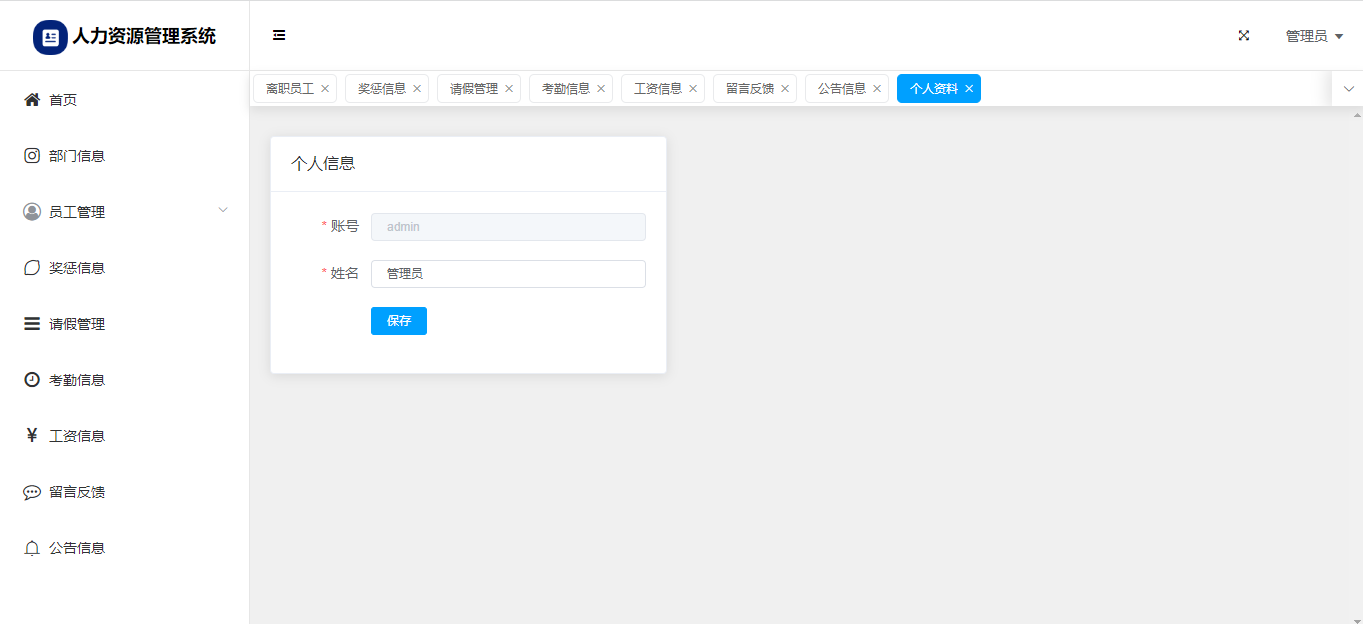 人力资源管理系统
管理员
首页
部门信息
员工管理
奖惩信息
请假管理
考勤信息
工资信息
留言反馈
公告信息
离职员工 奖惩信息 请假管理 考勤信息 工资信息 留言反馈 公告信息 个人资料
个人信息
* 账号 admin
* 姓名 管理员
保存